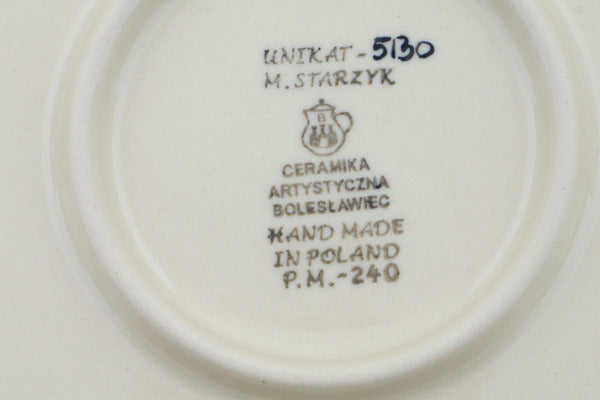 UNIKAT-5130
M. STARZYK
B
CERAMIKA
ARTYSTYCZNA
BOLESŁAWIEC
HAND MADE
IN POLAND
P.M.-240